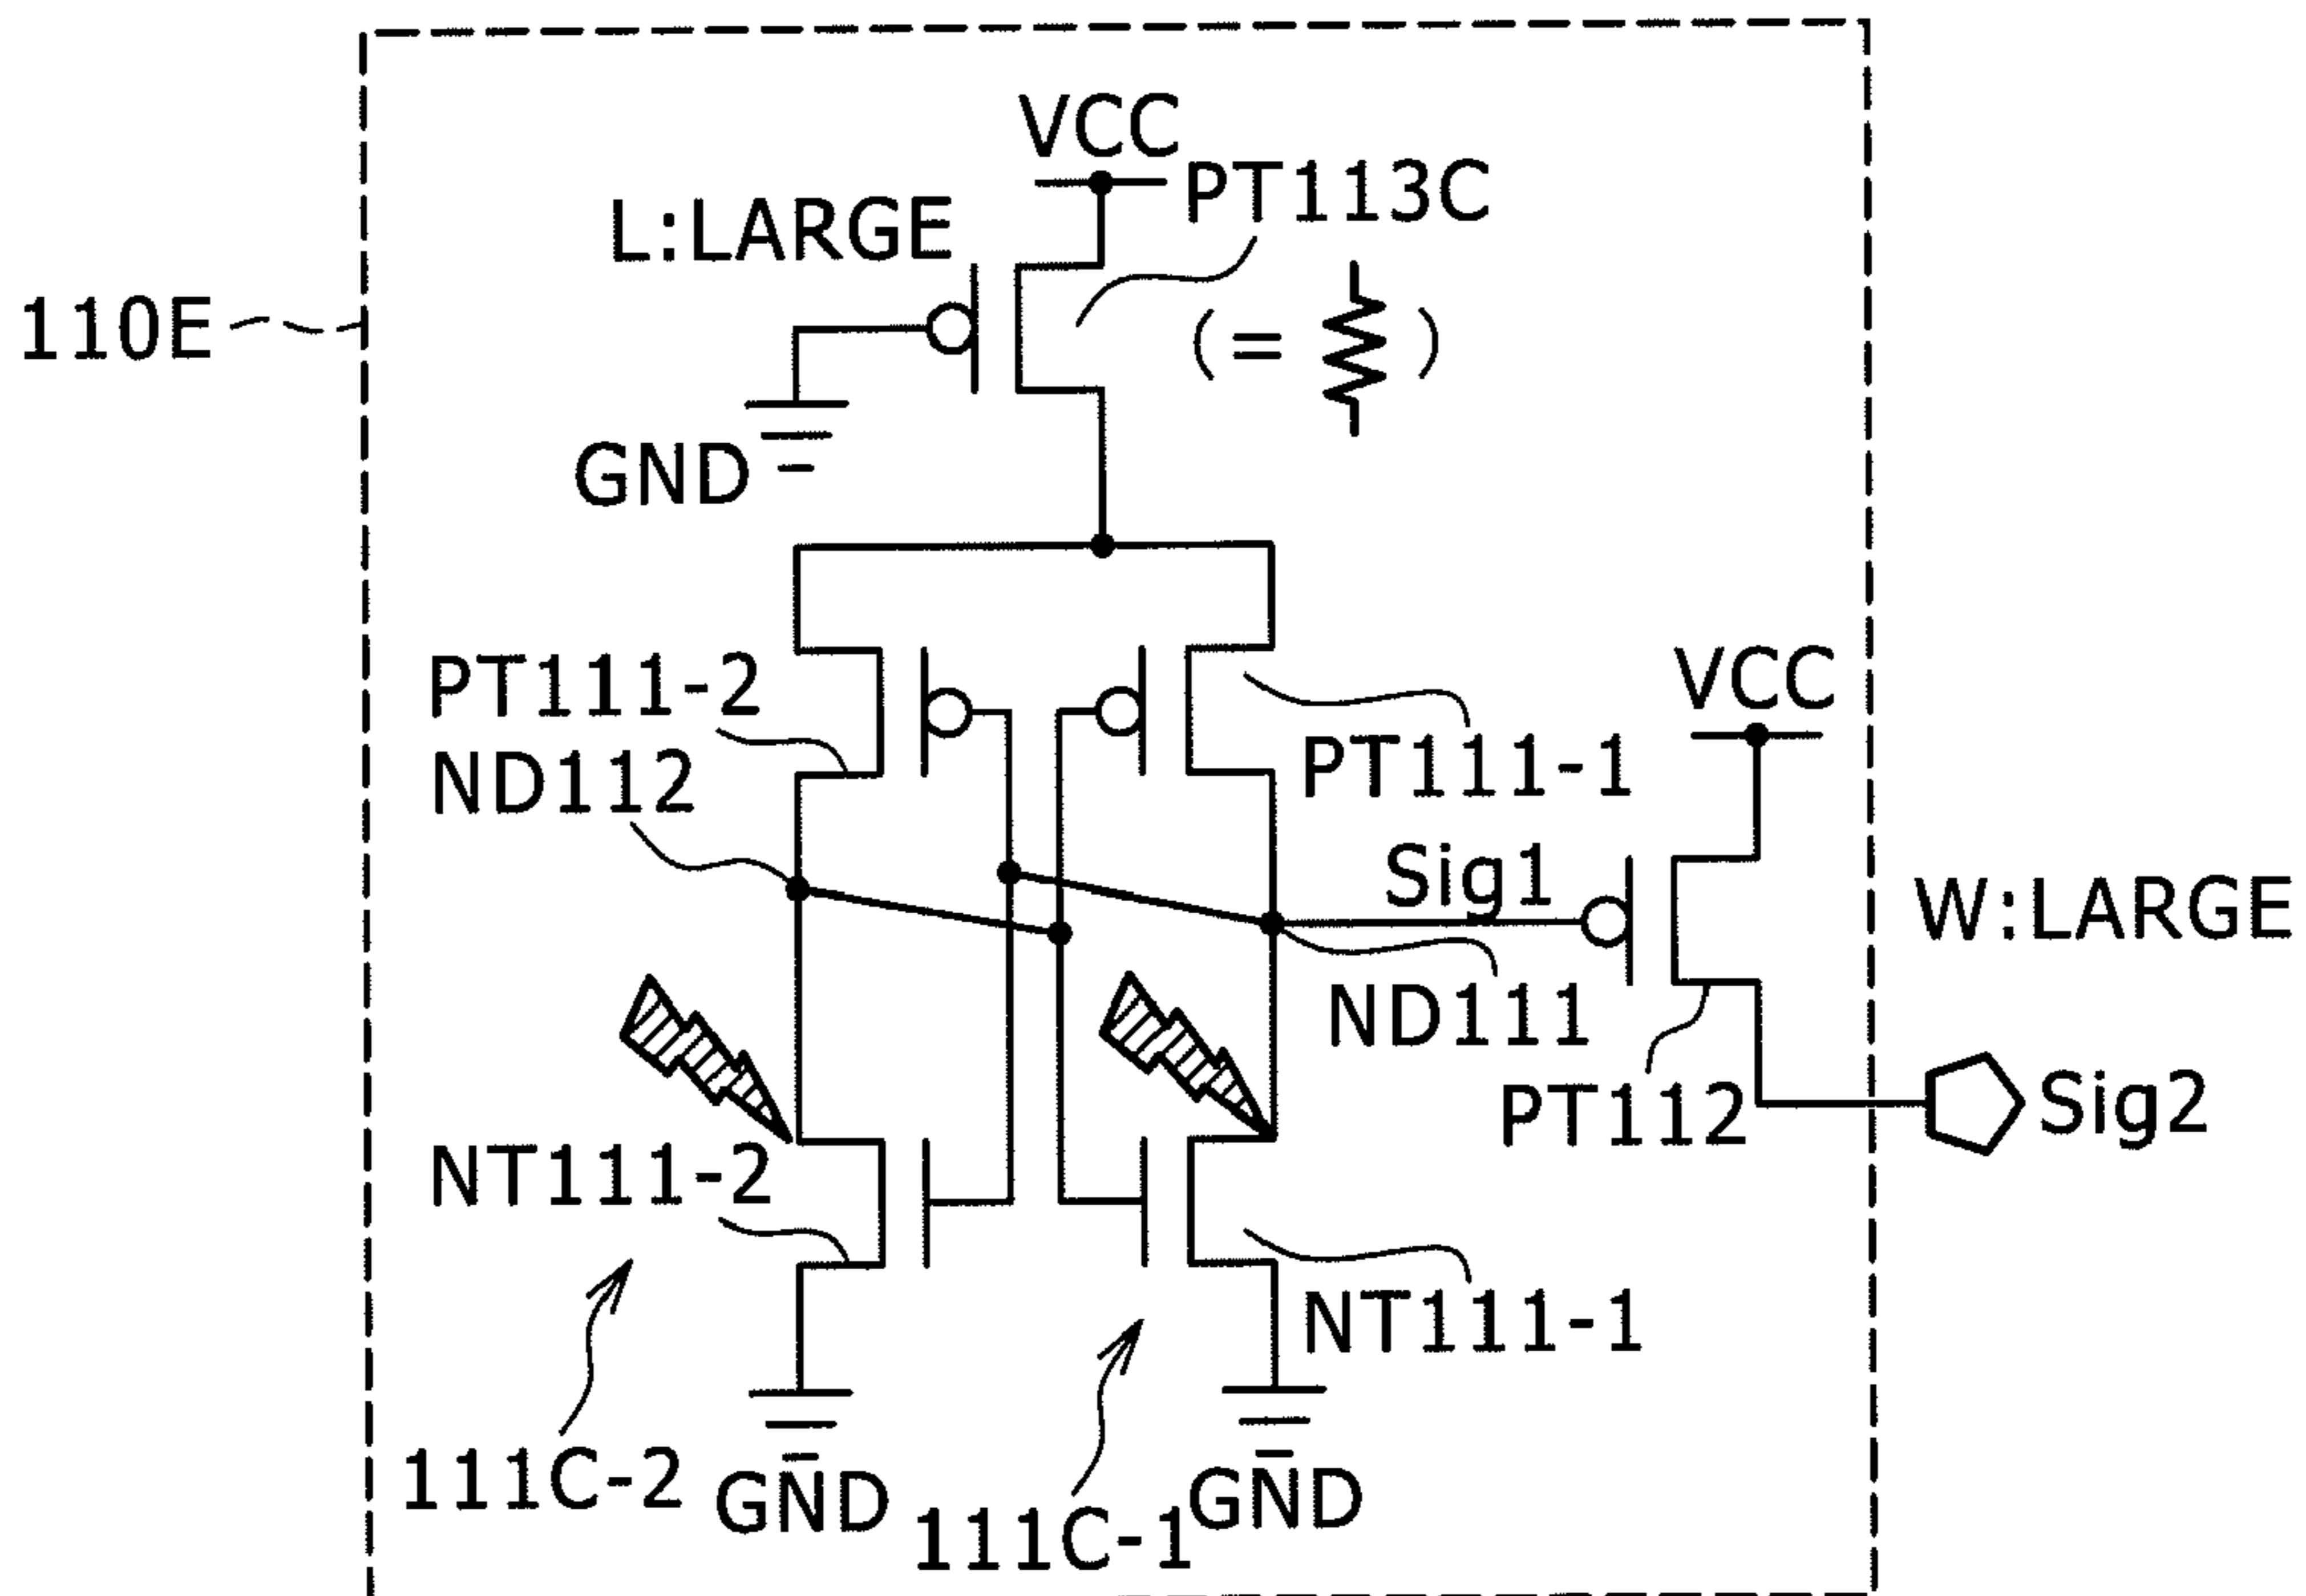 VCC
PT113C
L:LARGE
110E
(= )
GND
PT111-2
VCC
ND112
PT111-1
Sig1
W:LARGE
ND111
Sig2
PT112
NT111-2
NT111-1
111C-2
GND
GND
111C-1